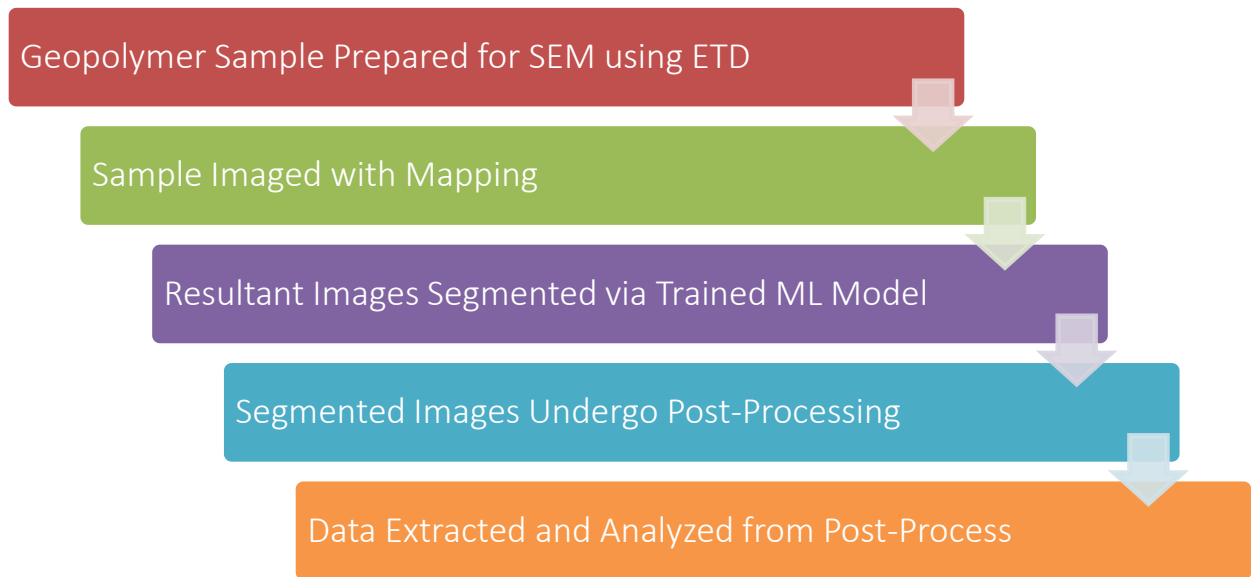 Geopolymer Sample Prepared for SEM using ETD
Sample Imaged with Mapping
Resultant Images Segmented via Trained ML Model
Segmented Images Undergo Post-Processing
Data Extracted and Analyzed from Post-Process